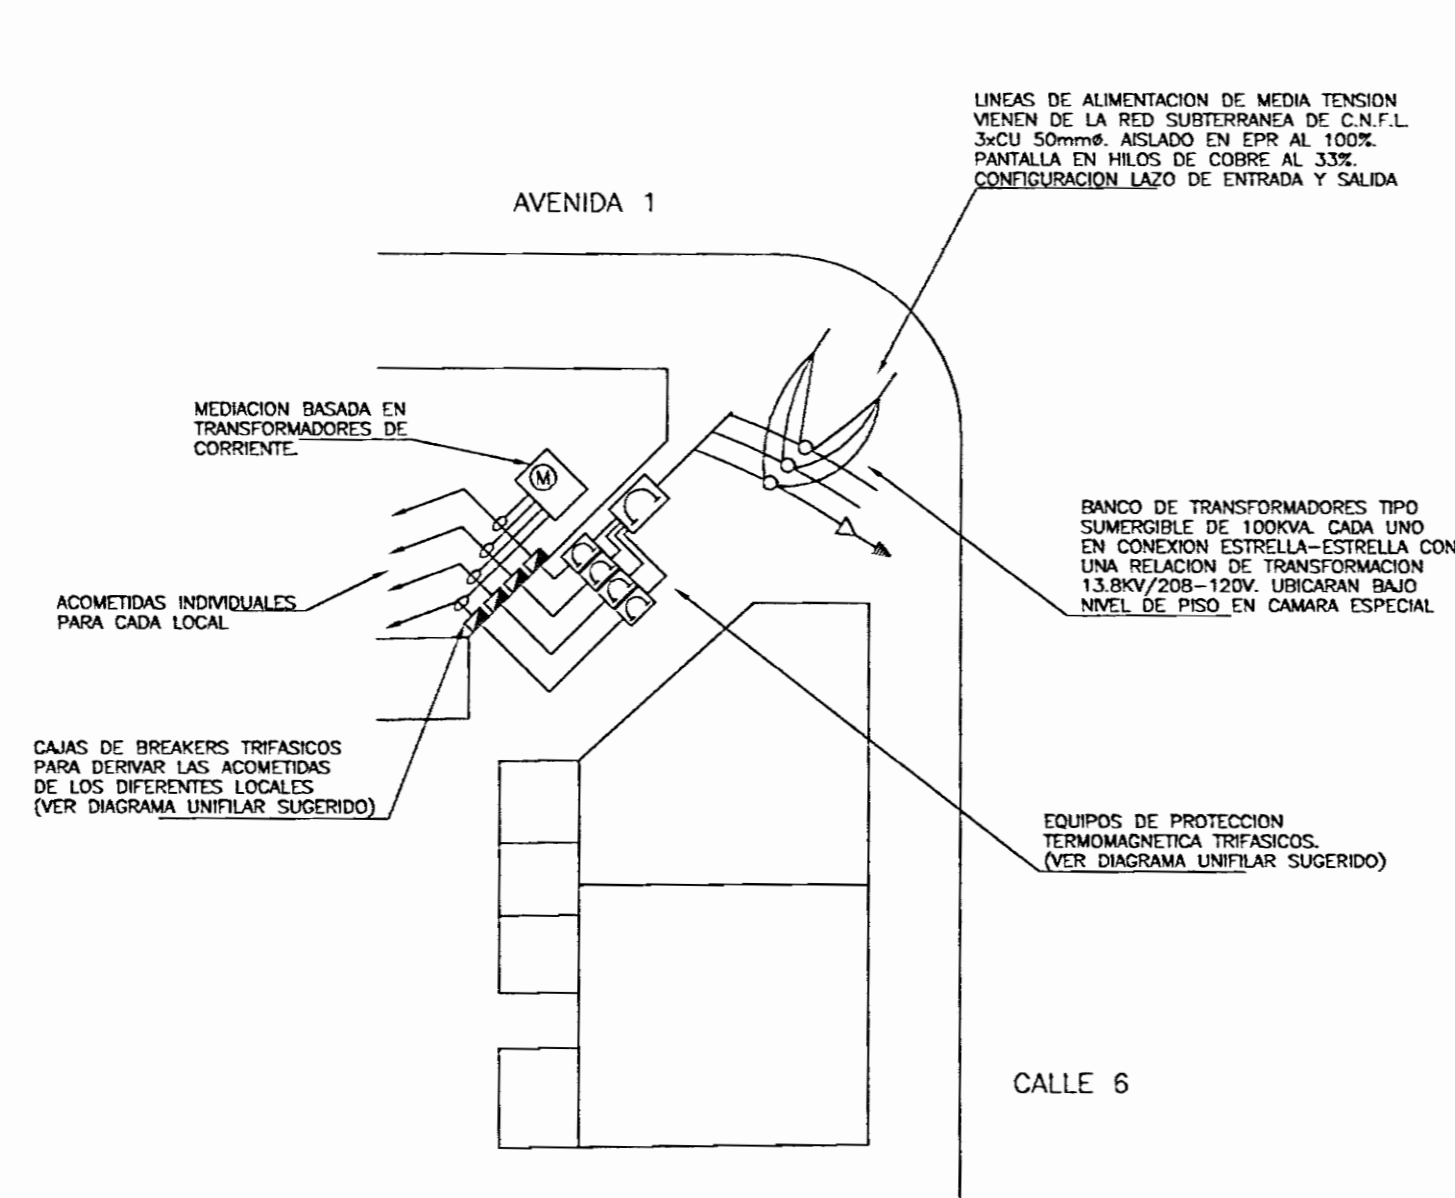 LINEAS DE ALIMENTACION DE MEDIA TENSION
VIENEN DE LA RED SUBTERRANEA DE C.N.F.L.
3xCU 50mmø. AISLADO EN EPR AL 100%.
PANTALLA EN HILOS DE COBRE AL 33%.
CONFIGURACION LAZO DE ENTRADA Y SALIDA
AVENIDA 1
MEDIACION BASADA EN
TRANSFORMADORES DE
CORRIENTE.
M
BANCO DE TRANSFORMADORES TIPO
SUMERGIBLE DE 100KVA. CADA UNO
EN CONEXION ESTRELLA-ESTRELLA CON
UNA RELACION DE TRANSFORMACION
13.8KV/208-120V. UBICARAN BAJO
NIVEL DE PISO EN CAMARA ESPECIAL
ACOMETIDAS INDIVIDUALES
PARA CADA LOCAL
CAJAS DE BREAKERS TRIFASICOS
PARA DERIVAR LAS ACOMETIDAS
DE LOS DIFERENTES LOCALES
(VER DIAGRAMA UNIFILAR SUGERIDO)
EQUIPOS DE PROTECCION
TERMOMAGNETICA TRIFASICOS.
(VER DIAGRAMA UNIFILAR SUGERIDO)
CALLE 6